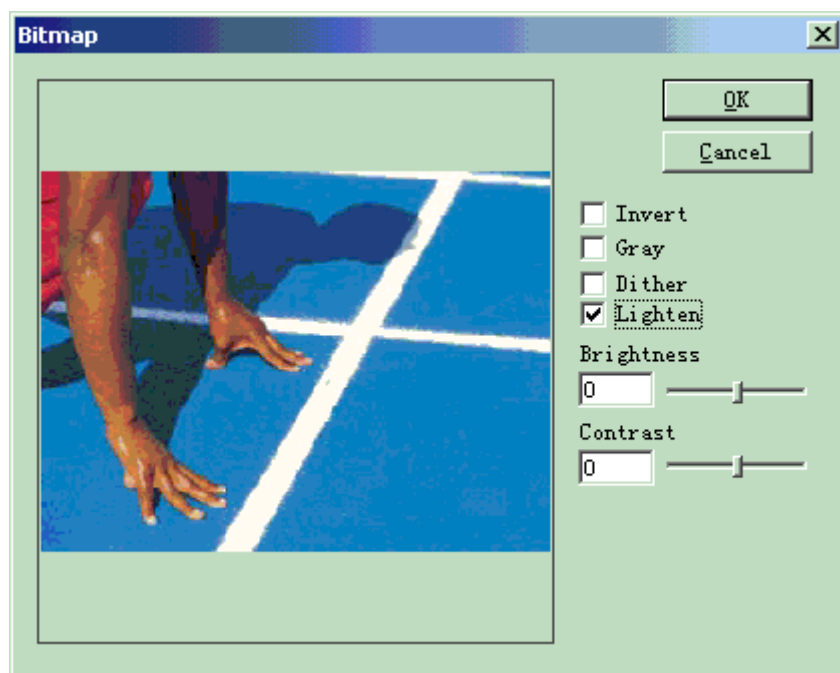 Bitmap
OK
Cancel
Invert
Gray
Dither
Lighten
Brightness
0
Contrast
0